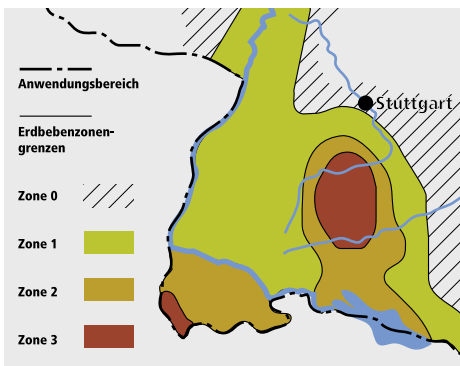 Stuttgart
Anwendungsbereich
Erdbebenzonen-
grenzen
Zone 0
Zone 1
Zone 2
Zone 3